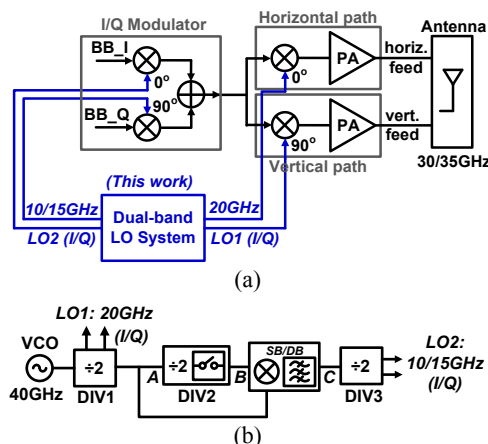 I/Q Modulator
Horizontal path
Antenna
BB_I
0°
90°
BB_Q
PA
horiz.
feed
0°
90°
PA
vert.
feed
Vertical path
30/35GHz
(This work)
10/15GHz
LO2 (I/Q)
Dual-band
LO System
20GHz
LO1 (I/Q)
(a)
LO1: 20GHz
(I/Q)
VCO
40GHz
÷2
DIV1
A
÷2
DIV2
B
SB/DB
C
÷2
DIV3
LO2:
10/15GHz
(I/Q)
(b)